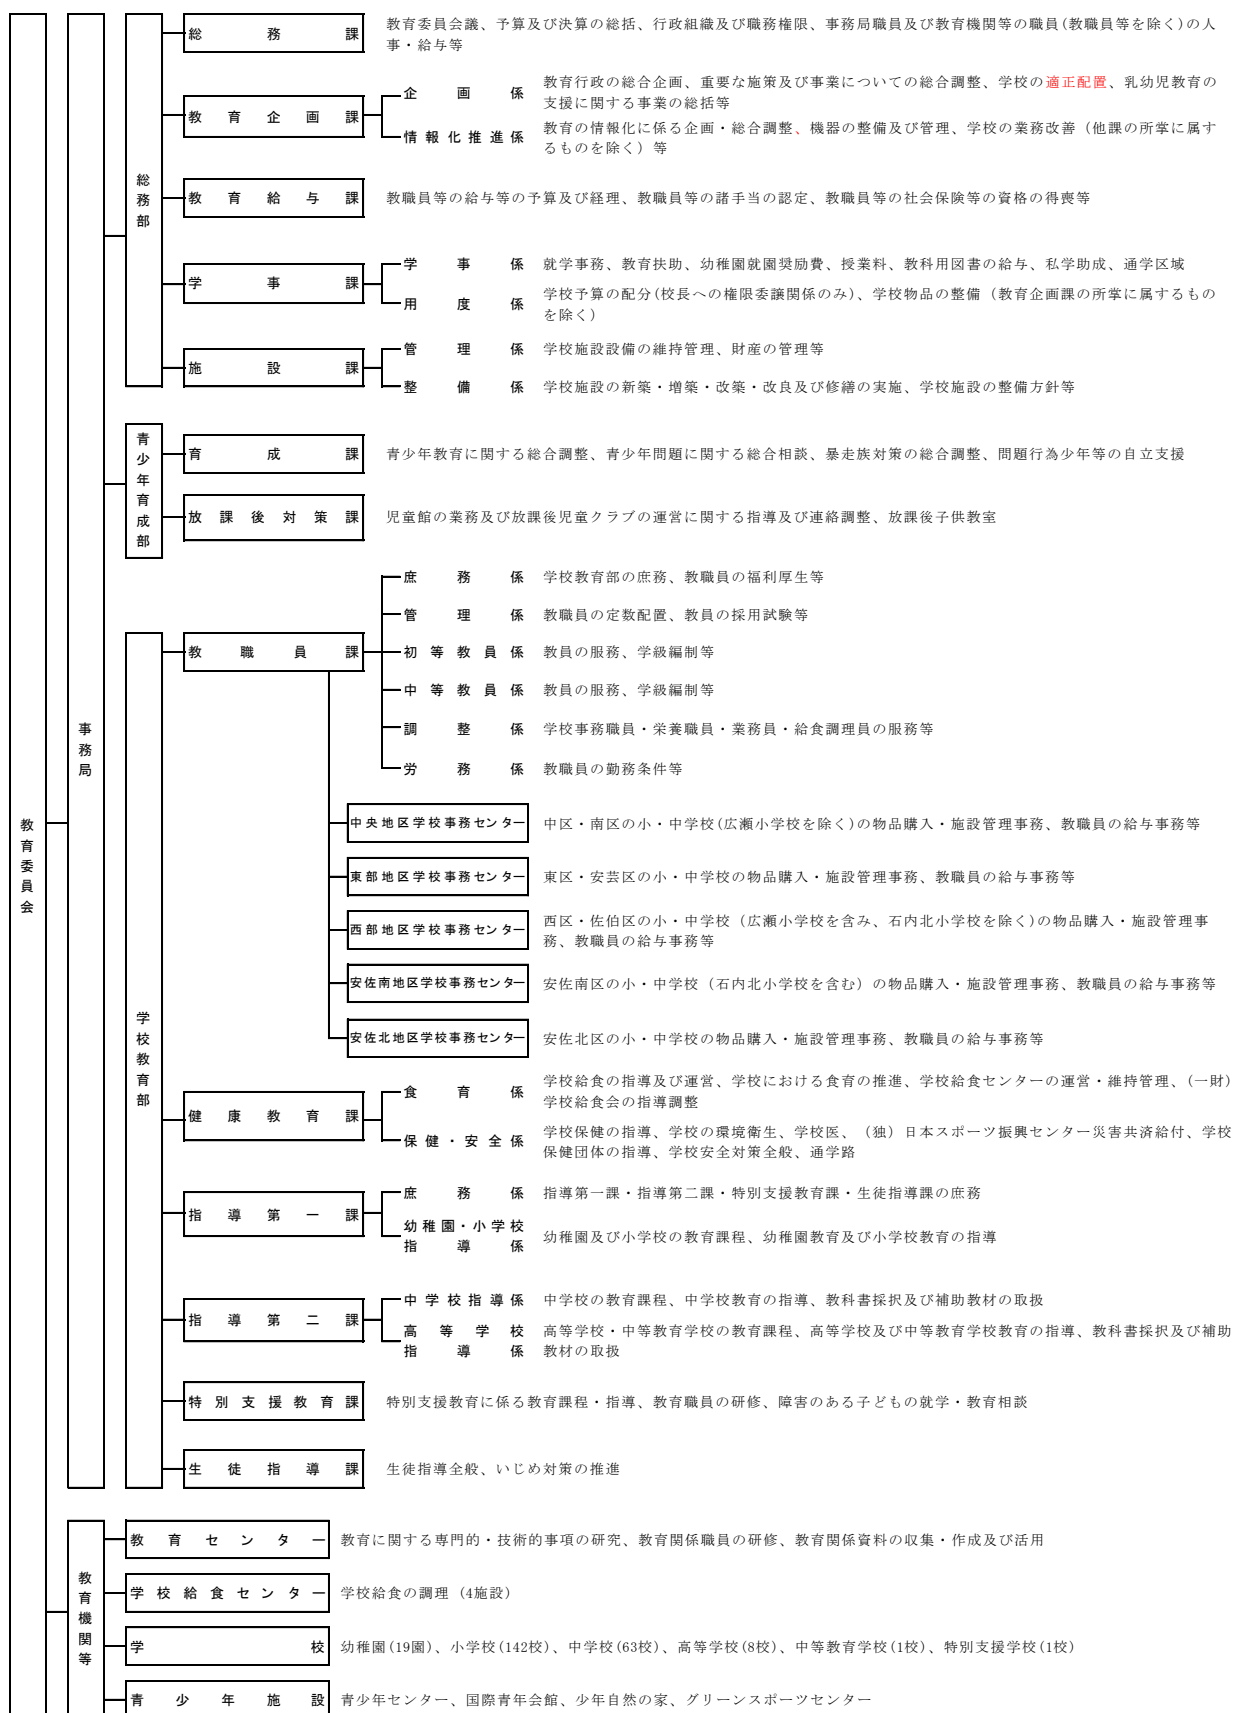 教育委員会
事務局
総務部
総務課
教育委員会議、予算及び決算の総括、行政組織及び職務権限、事務局職員及び教育機関等の職員(教職員等を除く)の人
事・給与等
教育企画課
企画係
教育行政の総合企画、重要な施策及び事業についての総合調整、学校の適正配置、乳幼児教育の
支援に関する事業の総括等
情報化推進係
教育の情報化に係る企画・総合調整、機器の整備及び管理、学校の業務改善（他課の所掌に属す
るものを除く）等
教育給与課
教職員等の給与等の予算及び経理、教職員等の諸手当の認定、教職員等の社会保険等の資格の得喪等
学事課
学事係
就学事務、教育扶助、幼稚園就園奨励費、授業料、教科用図書の給与、私学助成、通学区域
用度係
学校予算の配分(校長への権限委譲関係のみ)、学校物品の整備（教育企画課の所掌に属するもの
を除く）
施設課
管理係
学校施設設備の維持管理、財産の管理等
整備係
学校施設の新築・増築・改築・改良及び修繕の実施、学校施設の整備方針等
青少年育成部
育成課
青少年教育に関する総合調整、青少年問題に関する総合相談、暴走族対策の総合調整、問題行為少年等の自立支援
放課後対策課
児童館の業務及び放課後児童クラブの運営に関する指導及び連絡調整、放課後子供教室
学校教育部
教職員課
庶務係
学校教育部の庶務、教職員の福利厚生等
管理係
教職員の定数配置、教員の採用試験等
初等教員係
教員の服務、学級編制等
中等教員係
教員の服務、学級編制等
調整係
学校事務職員・栄養職員・業務員・給食調理員の服務等
労務係
教職員の勤務条件等
中央地区学校事務センター
中区・南区の小・中学校(広瀬小学校を除く)の物品購入・施設管理事務、教職員の給与事務等
東部地区学校事務センター
東区・安芸区の小・中学校の物品購入・施設管理事務、教職員の給与事務等
西部地区学校事務センター
西区・佐伯区の小・中学校（広瀬小学校を含み、石内北小学校を除く)の物品購入・施設管理事
務、教職員の給与事務等
安佐南地区学校事務センター
安佐南区の小・中学校（石内北小学校を含む）の物品購入・施設管理事務、教職員の給与事務等
安佐北地区学校事務センター
安佐北区の小・中学校の物品購入・施設管理事務、教職員の給与事務等
健康教育課
食育係
学校給食の指導及び運営、学校における食育の推進、学校給食センターの運営・維持管理、(一財)
学校給食会の指導調整
保健・安全係
学校保健の指導、学校の環境衛生、学校医、（独）日本スポーツ振興センター災害共済給付、学校
保健団体の指導、学校安全対策全般、通学路
指導第一課
庶務係
指導第一課・指導第二課・特別支援教育課・生徒指導課の庶務
幼稚園・小学校
指導係
幼稚園及び小学校の教育課程、幼稚園教育及び小学校教育の指導
指導第二課
中学校指導係
中学校の教育課程、中学校教育の指導、教科書採択及び補助教材の取扱
高等学校
指導係
高等学校・中等教育学校の教育課程、高等学校及び中等教育学校教育の指導、教科書採択及び補助
教材の取扱
特別支援教育課
特別支援教育に係る教育課程・指導、教育職員の研修、障害のある子どもの就学・教育相談
生徒指導課
生徒指導全般、いじめ対策の推進
教育機関等
教育センター
教育に関する専門的・技術的事項の研究、教育関係職員の研修、教育関係資料の収集・作成及び活用
学校給食センター
学校給食の調理（4施設）
学校
幼稚園(19園)、小学校(142校)、中学校(63校)、高等学校(8校)、中等教育学校(1校)、特別支援学校(1校)
青少年施設
青少年センター、国際青年会館、少年自然の家、グリーンスポーツセンター